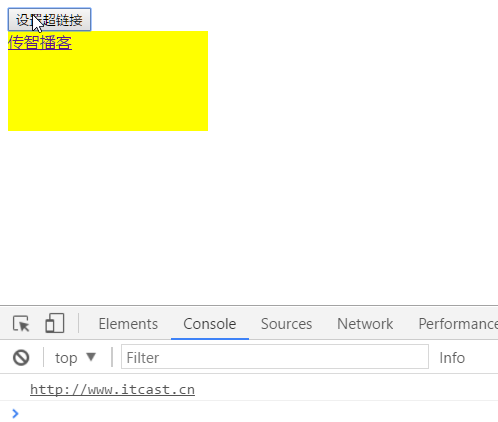 设置超链接
传智播客
Elements Console Sources Network Performance
top ▼ Filter Info
http://www.itcast.cn
>